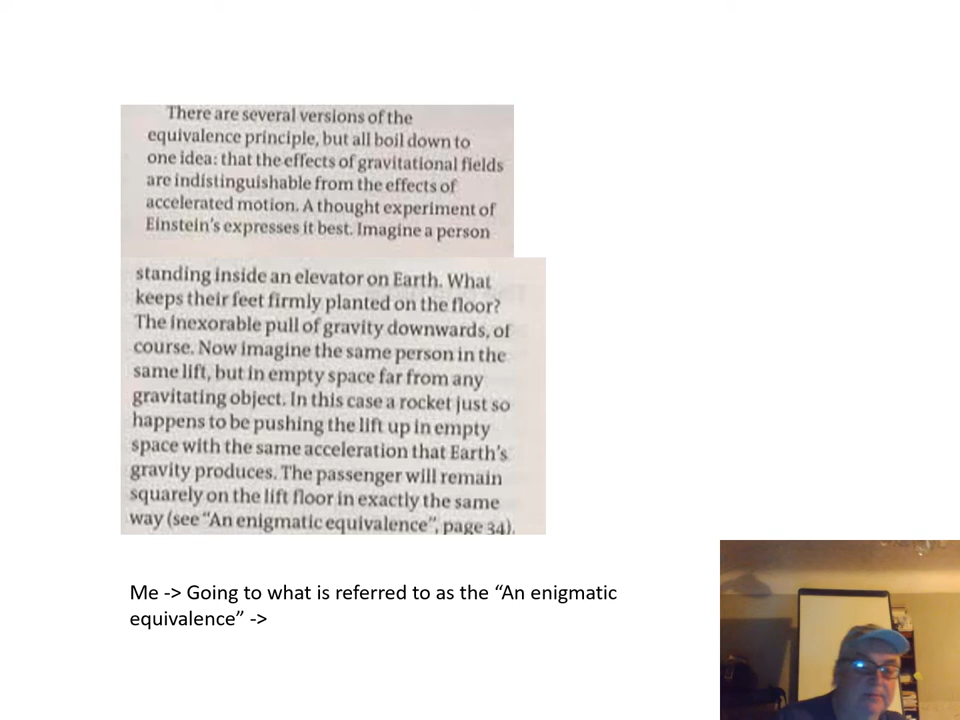 There are several versions of the
equivalence principle, but all boil down to
one idea: that the effects of gravitational fields
are indistinguishable from the effects of
accelerated motion. A thought experiment of
Einstein's expresses it best. Imagine a person
standing inside an elevator on Earth. What
keeps their feet firmly planted on the floor?
The inexorable pull of gravity downwards, of
course. Now imagine the same person in the
same lift, but in empty space far from any
gravitating object. In this case a rocket just so
happens to be pushing the lift up in empty
space with the same acceleration that Earth's
gravity produces. The passenger will remain
squarely on the lift floor in exactly the same
way (see "An enigmatic equivalence", page 34).
Me -> Going to what is referred to as the “An enigmatic
equivalence” ->